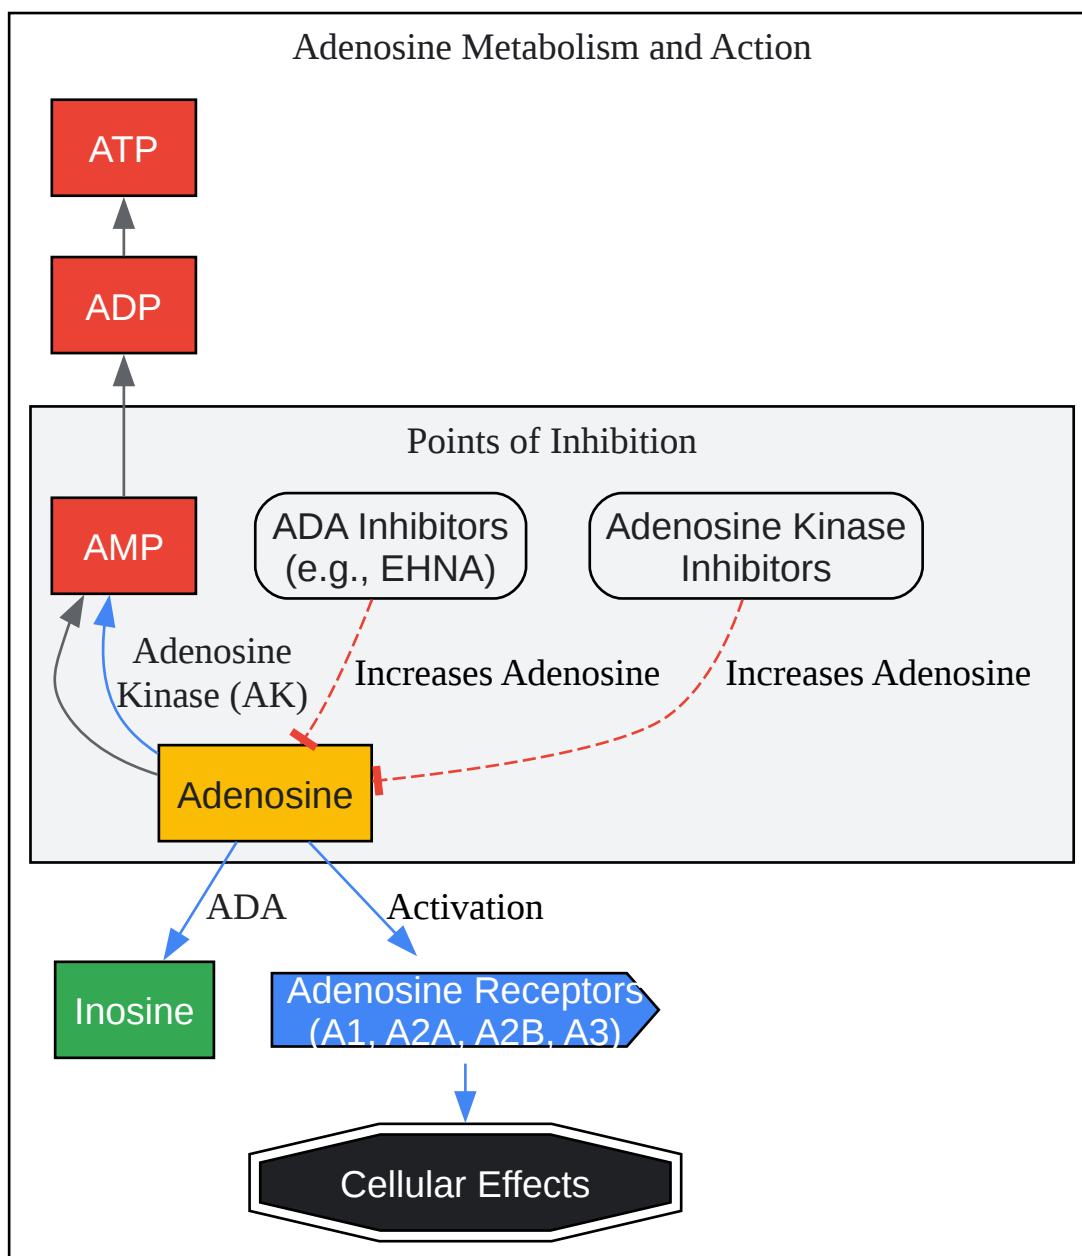 Adenosine Metabolism and Action
ATP
ADP
Points of Inhibition
AMP
ADA Inhibitors
(e.g., EHNA)
Adenosine Kinase
Inhibitors
Adenosine
Kinase (AK)
Increases Adenosine
Increases Adenosine
Adenosine
ADA
Activation
Inosine
Adenosine Receptors
(A1, A2A, A2B, A3)
Cellular Effects